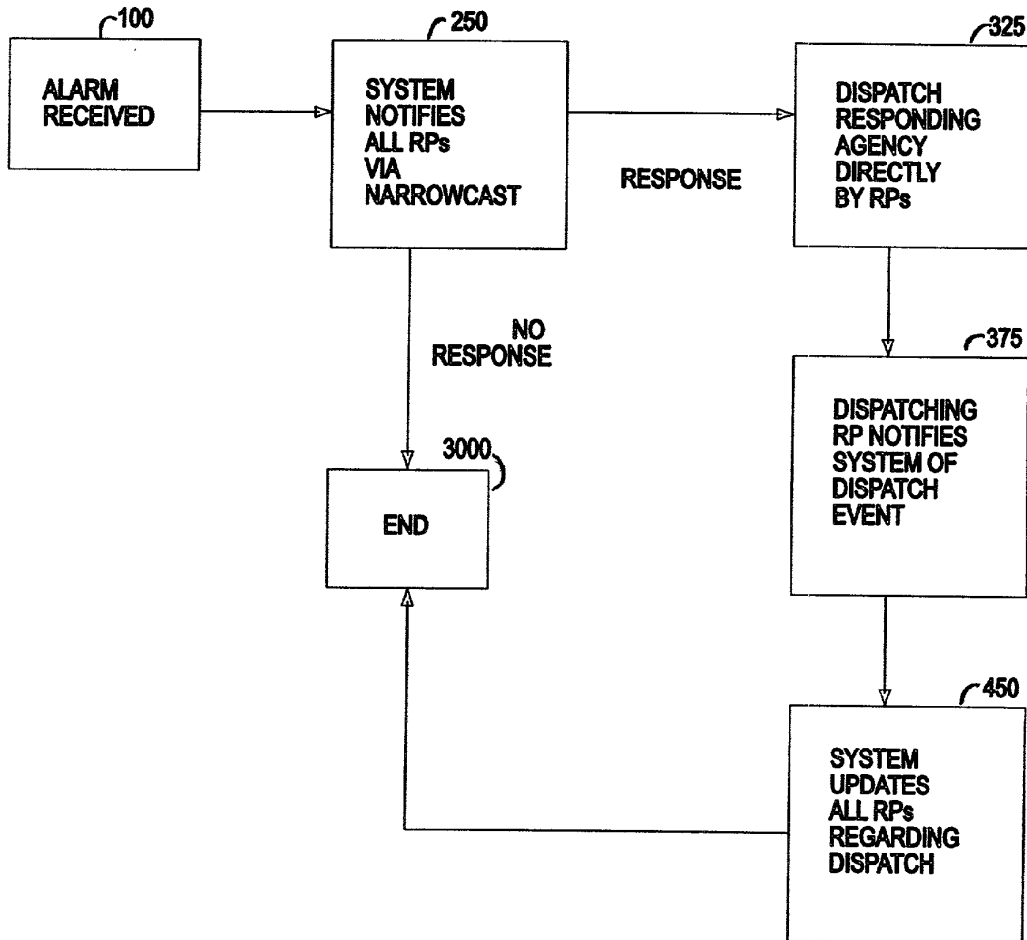 100
ALARM
RECEIVED
250
SYSTEM
NOTIFIES
ALL RPs
VIA
NARROWCAST
RESPONSE
325
DISPATCH
RESPONDING
AGENCY
DIRECTLY
BY RPs
NO
RESPONSE
375
DISPATCHING
RP NOTIFIES
SYSTEM OF
DISPATCH
EVENT
3000
END
450
SYSTEM
UPDATES
ALL RPs
REGARDING
DISPATCH